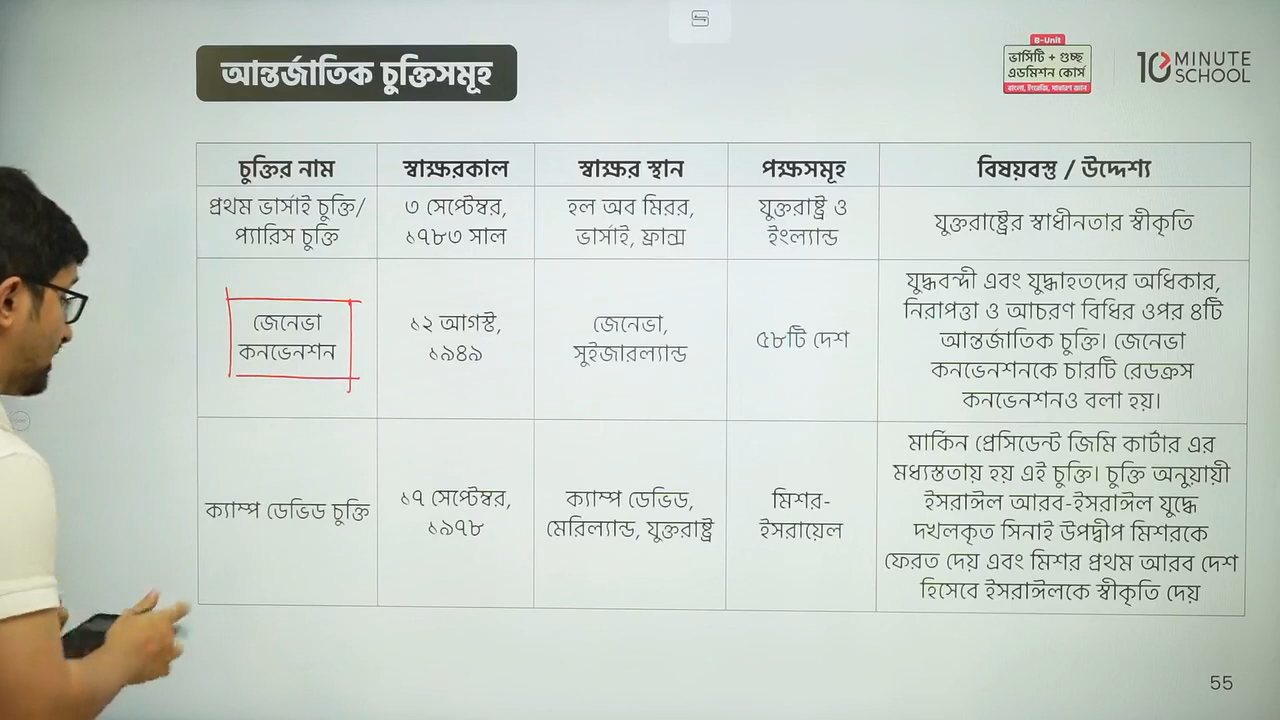 আন্তর্জাতিক চুক্তিসমূহ
B-Unit
ভার্সিটি + গুচ্ছ
এডমিশন কোর্স
বাংলা, ইংরেজি, সাধারণ জ্ঞান
10 MINUTE
SCHOOL
চুক্তির নাম
স্বাক্ষরকাল
স্বাক্ষর স্থান
পক্ষসমূহ
বিষয়বস্তু / উদ্দেশ্য
প্রথম ভার্সাই চুক্তি/
প্যারিস চুক্তি
৩ সেপ্টেম্বর,
১৭৮৩ সাল
হল অব মিরর,
ভার্সাই, ফ্রান্স
যুক্তরাষ্ট্র ও
ইংল্যান্ড
যুক্তরাষ্ট্রের স্বাধীনতার স্বীকৃতি
জেনেভা
কনভেনশন
১২ আগস্ট,
১৯৪৯
জেনেভা,
সুইজারল্যান্ড
৫৮টি দেশ
যুদ্ধবন্দী এবং যুদ্ধাহতদের অধিকার,
নিরাপত্তা ও আচরণ বিধির ওপর ৪টি
আন্তর্জাতিক চুক্তি। জেনেভা
কনভেনশনকে চারটি রেডক্রস
কনভেনশনও বলা হয়।
ক্যাম্প ডেভিড চুক্তি
১৭ সেপ্টেম্বর,
১৯৭৮
ক্যাম্প ডেভিড,
মেরিল্যান্ড, যুক্তরাষ্ট্র
মিশর-
ইসরায়েল
মার্কিন প্রেসিডেন্ট জিমি কার্টার এর
মধ্যস্ততায় হয় এই চুক্তি। চুক্তি অনুযায়ী
ইসরাঈল আরব-ইসরাঈল যুদ্ধে
দখলকৃত সিনাই উপদ্বীপ মিশরকে
ফেরত দেয় এবং মিশর প্রথম আরব দেশ
হিসেবে ইসরাঈলকে স্বীকৃতি দেয়
55